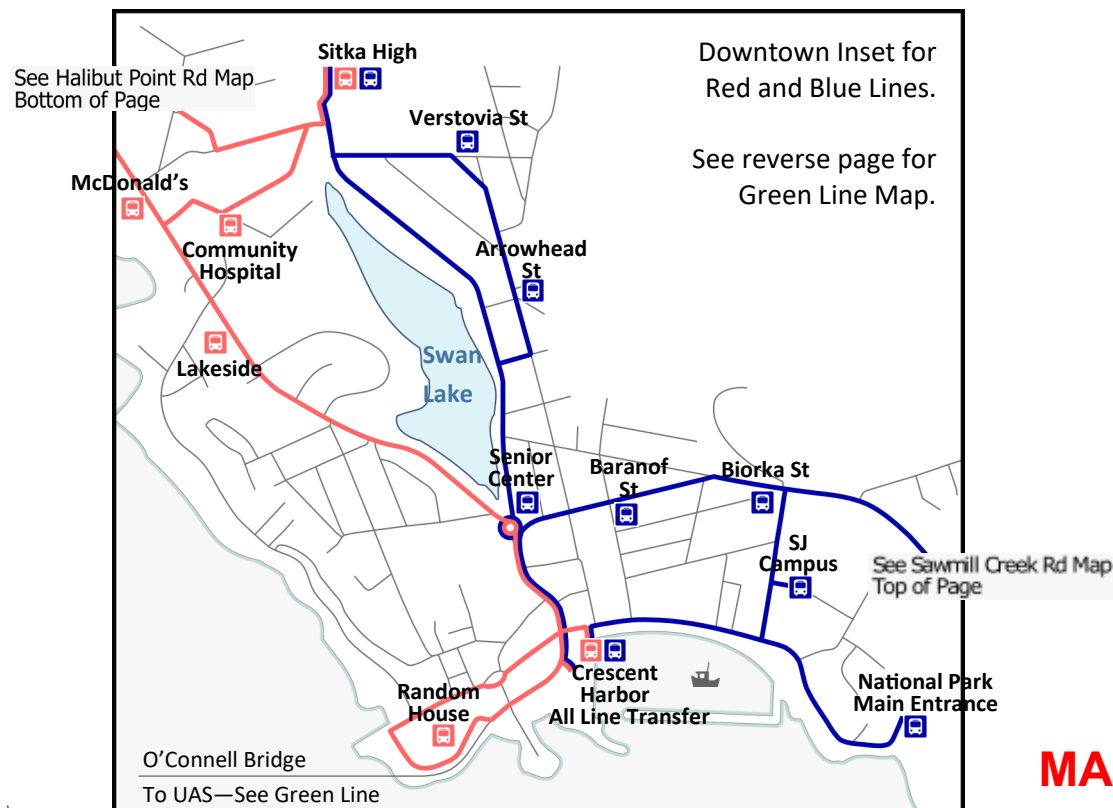 Sitka High
Downtown Inset for
Red and Blue Lines.
See Halibut Point Rd Map
Bottom of Page
Verstovia St
See reverse page for
Green Line Map.
McDonald's
Community
Hospital
Arrowhead
St
Lakeside
Swan
Lake
Senior
Center
Baranof
St
Biorka St
SJ
Campus
See Sawmill Creek Rd Map
Top of Page
Crescent
Harbor
All Line Transfer
National Park
Main Entrance
Random
House
O'Connell Bridge
To UAS—See Green Line
MA